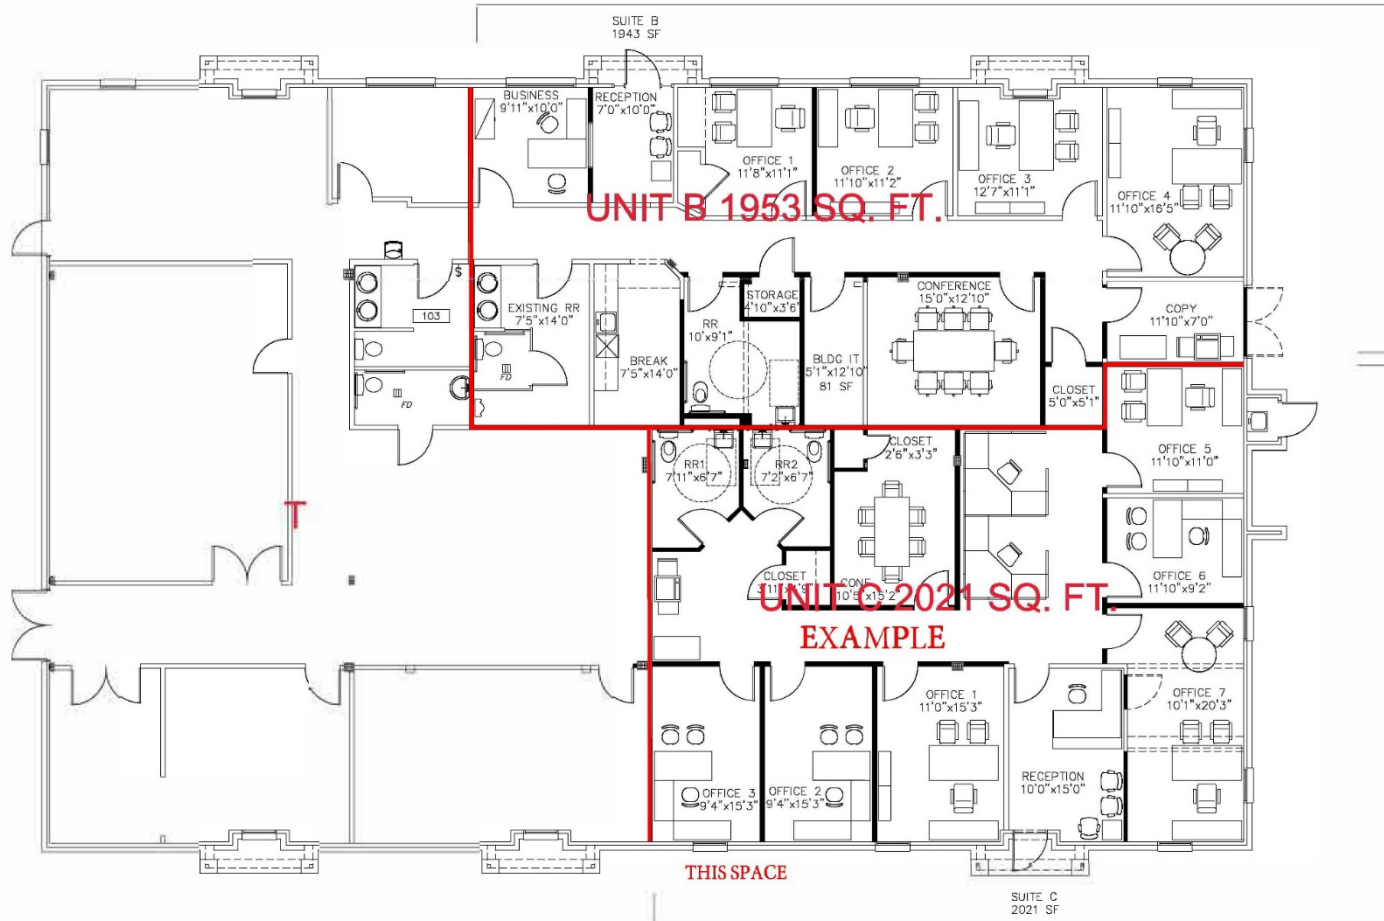 SUITE B
1943 SF
BUSINESS
9'11"x10'0"
RECEPTION
7'0"x10'0"
OFFICE 1
11'8"x11'1"
OFFICE 2
11'10"x11'2"
OFFICE 3
12'7"x11'1"
OFFICE 4
11'10"x16'5"
UNIT B 1953 SQ. FT.
$
103
FD
EXISTING RR
7'5"x14'0"
FD
BREAK
7'5"x14'0"
RR
10'x9'1"
STORAGE
4'10"x3'6"
BLDG IT
5'1"x12'10"
81 SF
CONFERENCE
15'0"x12'10"
COPY
11'10"x7'0"
CLOSET
5'0"x5'1"
OFFICE 5
11'10"x11'0"
RR1
7'11"x6'7"
RR2
7'2"x6'7"
CLOSET
2'6"x3'3"
T
CLOSET
CONF
10'5"x15'2"
OFFICE 6
11'10"x9'2"
UNIT C 2021 SQ. FT.
EXAMPLE
OFFICE 3
9'4"x15'3"
OFFICE 2
9'4"x15'3"
OFFICE 1
11'0"x15'3"
RECEPTION
10'0"x15'0"
OFFICE 7
10'1"x20'3"
THIS SPACE
SUITE C
2021 SF